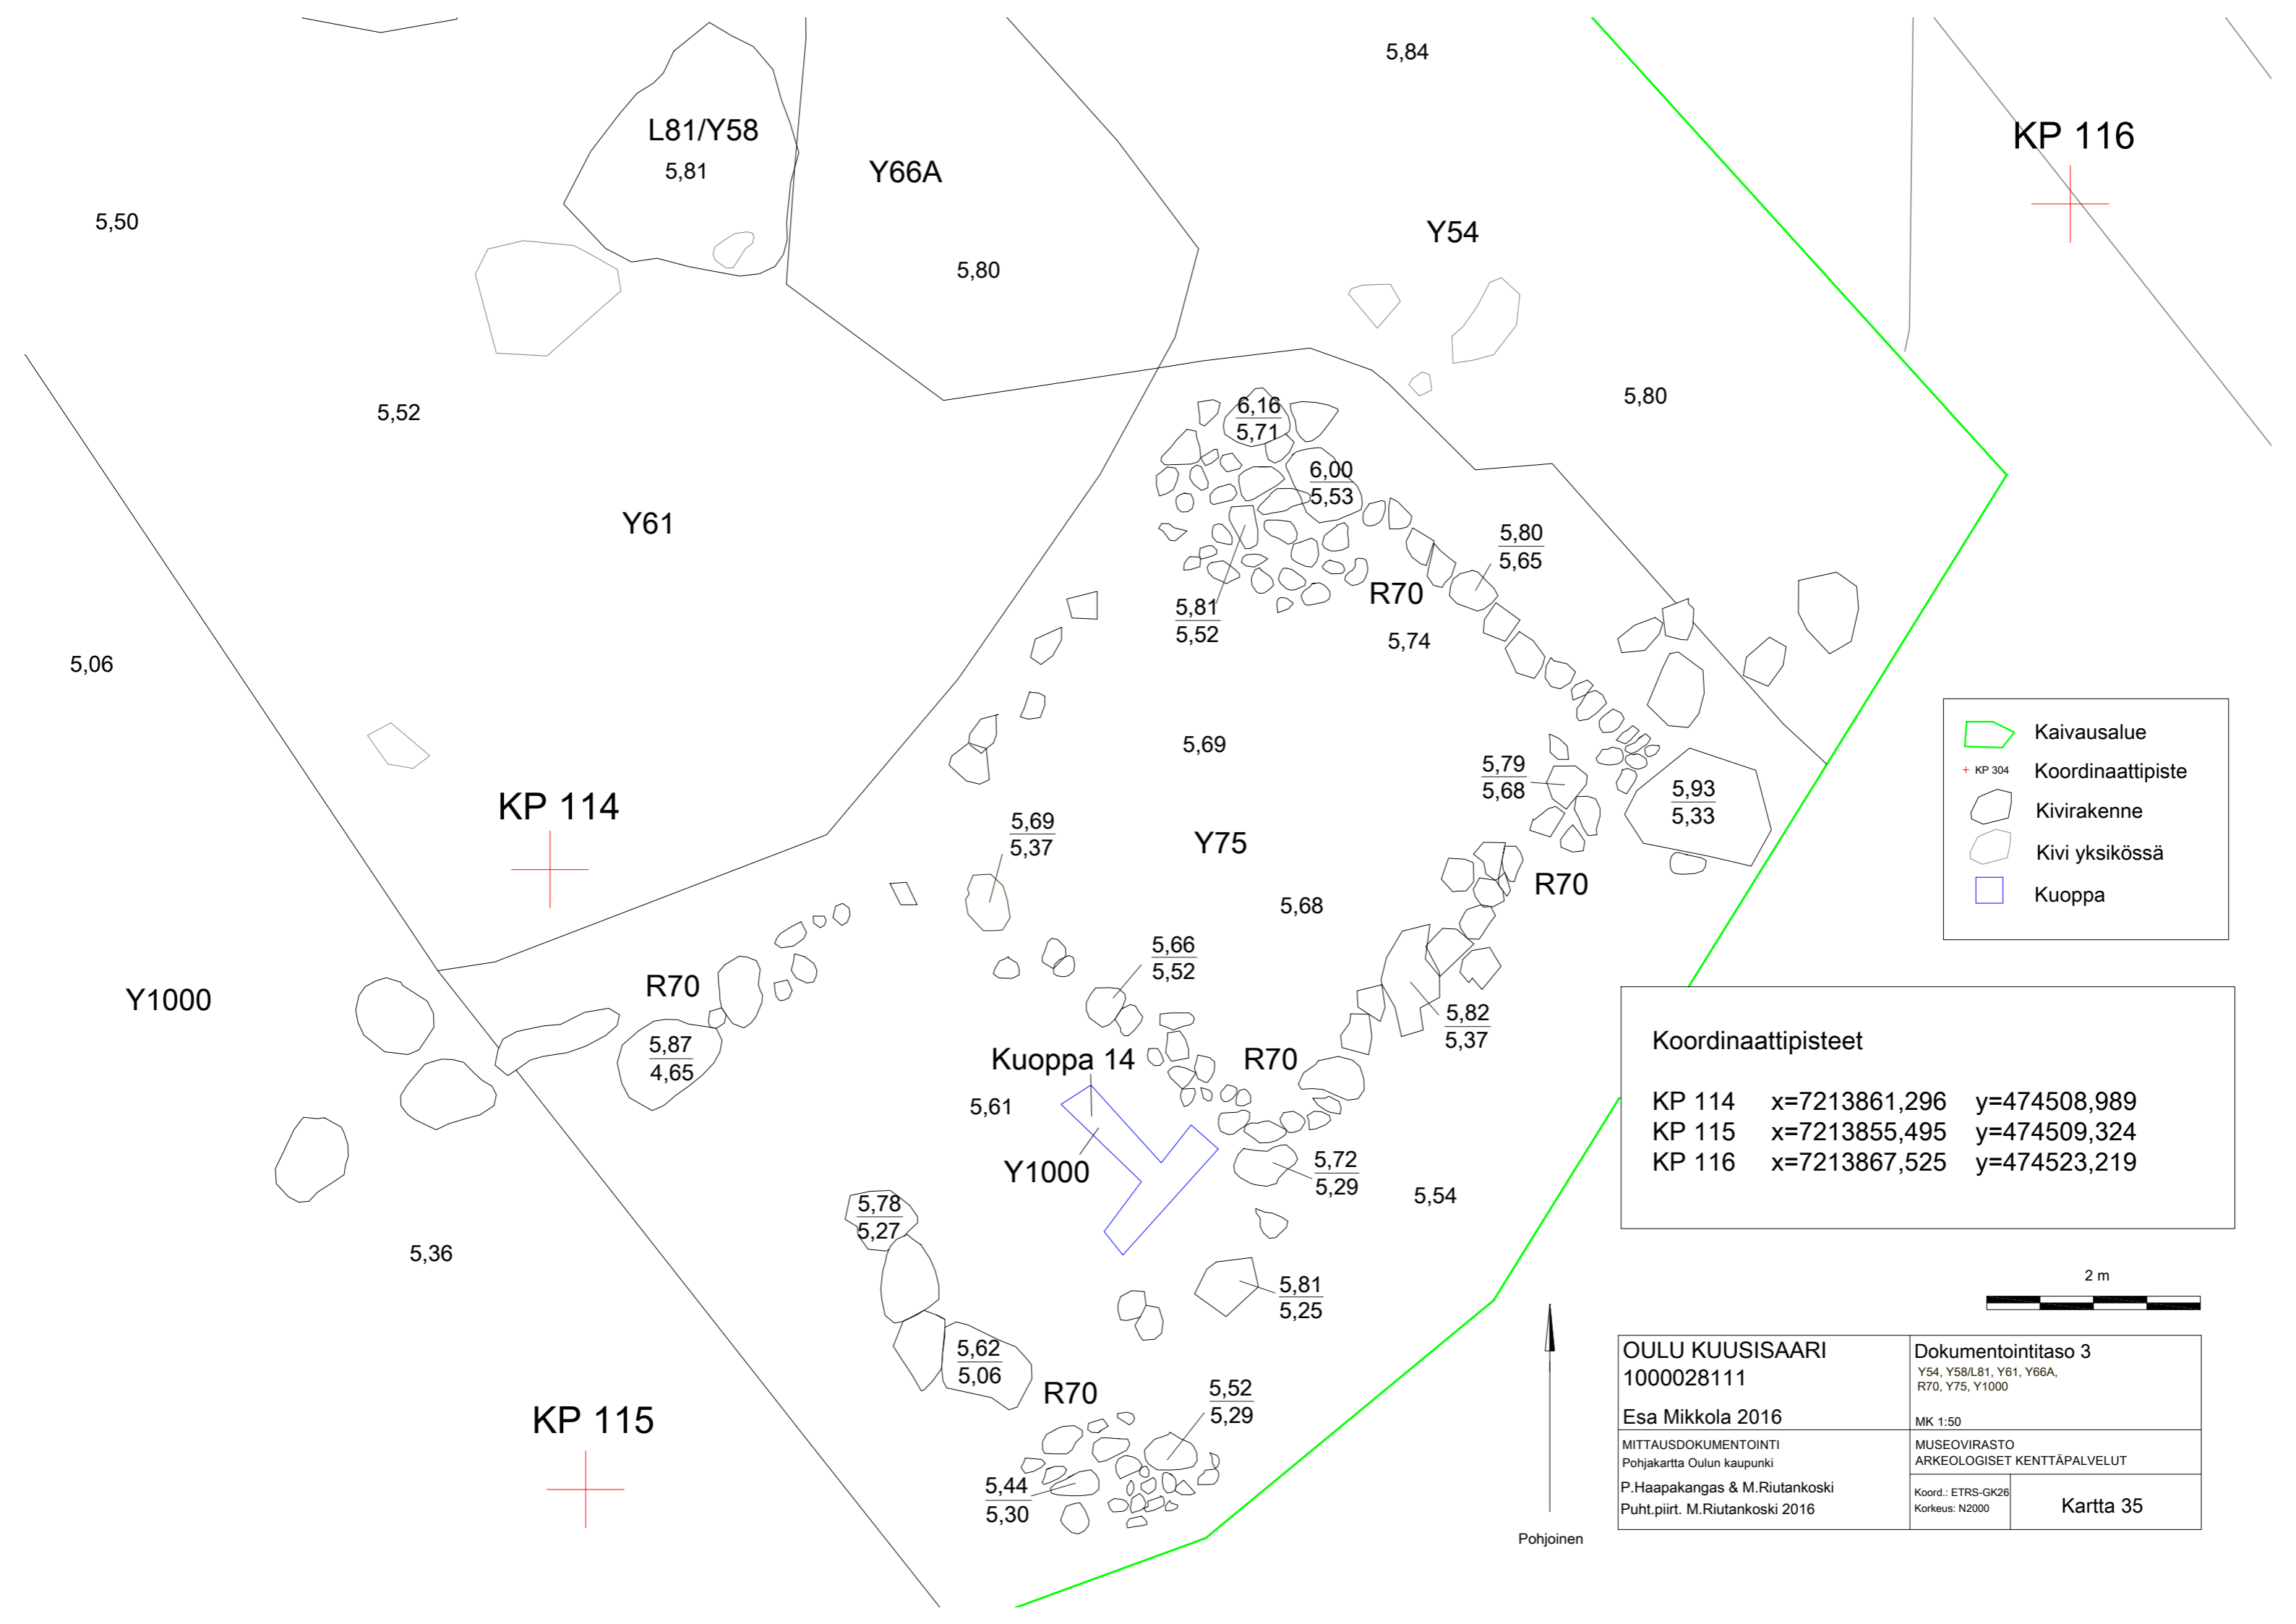 5,84
L81/Y58
5,81
Y66A
KP 116
5,50
Y54
5,80
5,52
5,80
6,16
5,71
6,00
5,53
Y61
5,80
5,65
R70
5,81
5,52
5,74
5,06
5,69
5,79
5,68
5,93
5,33
KP 114
5,69
5,37
Y75
R70
5,68
5,66
5,52
R70
Y1000
5,82
5,37
5,87
4,65
Kuoppa 14
R70
5,61
Y1000
5,72
5,29
5,54
5,78
5,27
5,36
5,81
5,25
5,62
5,06
R70
5,52
5,29
KP 115
5,44
5,30
Kaivausalue
KP 304 Koordinaattipiste
Kivirakenne
Kivi yksikössä
Kuoppa
Koordinaattipisteet
KP 114 x=7213861,296 y=474508,989
KP 115 x=7213855,495 y=474509,324
KP 116 x=7213867,525 y=474523,219
2 m
Pohjoinen
OULU KUUSISAARI
1000028111
Esa Mikkola 2016
Dokumentointitaso 3
Y54, Y58/L81, Y61, Y66A,
R70, Y75, Y1000
MK 1:50
MITTAUSDOKUMENTOINTI
Pohjakartta Oulun kaupunki
P.Haapakangas & M.Riutankoski
Puht.piirt. M.Riutankoski 2016
MUSEOVIRASTO
ARKEOLOGISET KENTTÄPALVELUT
Koord.: ETRS-GK26
Korkeus: N2000
Kartta 35